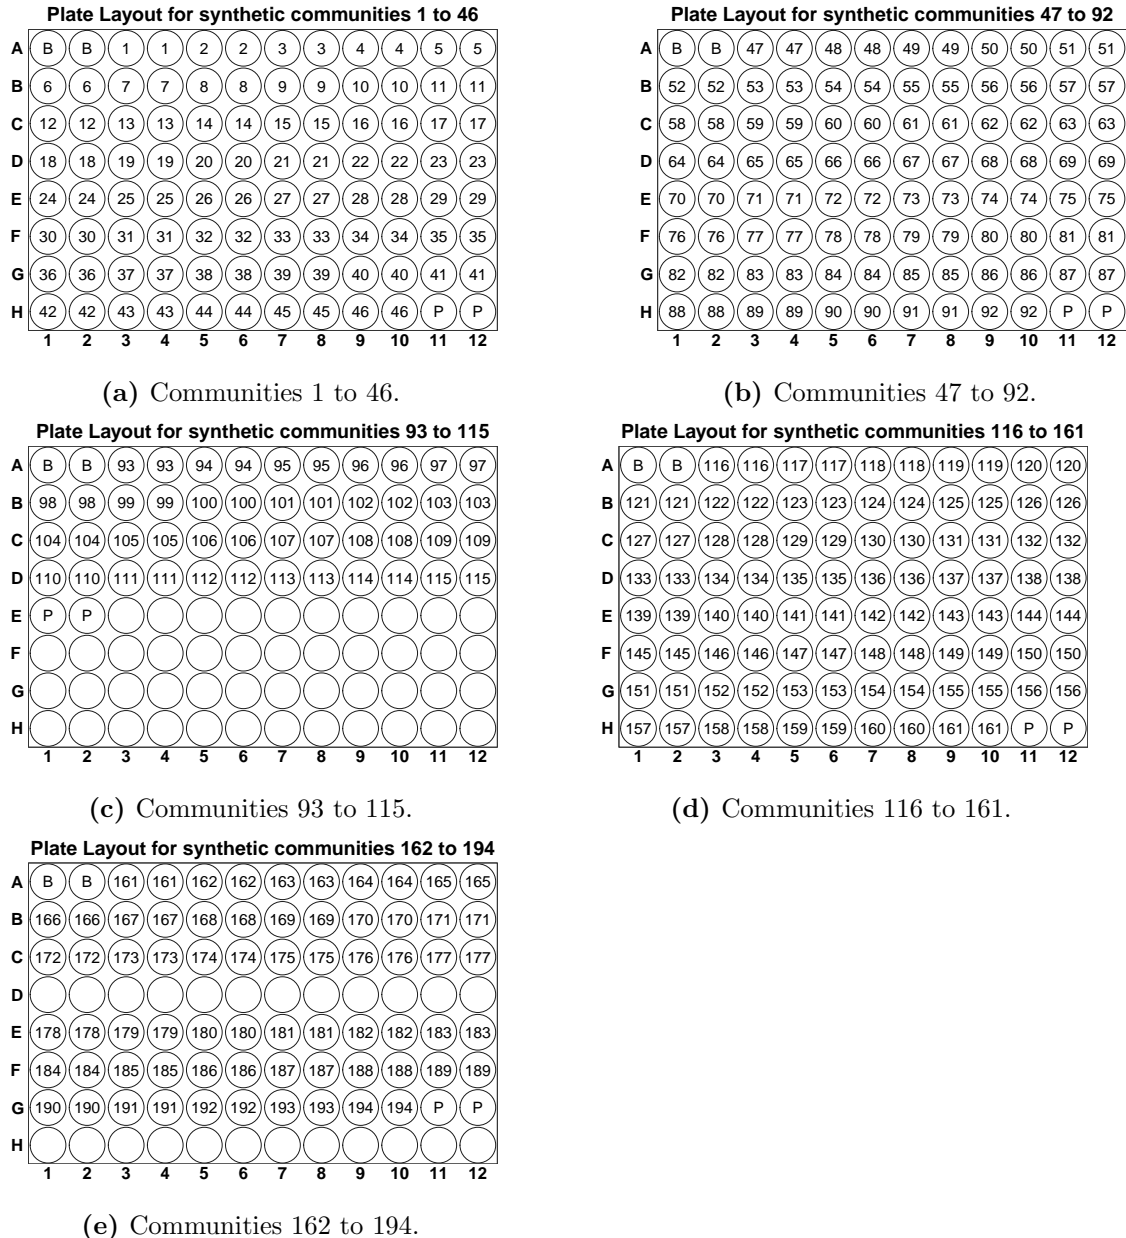 Plate Layout for synthetic communities 1 to 46
A B B 1 1 2 2 3 3 4 4 5 5
B 6 6 7 7 8 8 9 9 10 10 11 11
C 12 12 13 13 14 14 15 15 16 16 17 17
D 18 18 19 19 20 20 21 21 22 22 23 23
E 24 24 25 25 26 26 27 27 28 28 29 29
F 30 30 31 31 32 32 33 33 34 34 35 35
G 36 36 37 37 38 38 39 39 40 40 41 41
H 42 42 43 43 44 44 45 45 46 46 P P
1 2 3 4 5 6 7 8 9 10 11 12
(a) Communities 1 to 46.
Plate Layout for synthetic communities 47 to 92
A B B 47 47 48 48 49 49 50 50 51 51
B 52 52 53 53 54 54 55 55 56 56 57 57
C 58 58 59 59 60 60 61 61 62 62 63 63
D 64 64 65 65 66 66 67 67 68 68 69 69
E 70 70 71 71 72 72 73 73 74 74 75 75
F 76 76 77 77 78 78 79 79 80 80 81 81
G 82 82 83 83 84 84 85 85 86 86 87 87
H 88 88 89 89 90 90 91 91 92 92 P P
1 2 3 4 5 6 7 8 9 10 11 12
(b) Communities 47 to 92.
Plate Layout for synthetic communities 93 to 115
A B B 93 93 94 94 95 95 96 96 97 97
B 98 98 99 99 100 100 101 101 102 102 103 103
C 104 104 105 105 106 106 107 107 108 108 109 109
D 110 110 111 111 112 112 113 113 114 114 115 115
E P P
F
G
H
1 2 3 4 5 6 7 8 9 10 11 12
(c) Communities 93 to 115.
Plate Layout for synthetic communities 116 to 161
A B B 116 116 117 117 118 118 119 119 120 120
B 121 121 122 122 123 123 124 124 125 125 126 126
C 127 127 128 128 129 129 130 130 131 131 132 132
D 133 133 134 134 135 135 136 136 137 137 138 138
E 139 139 140 140 141 141 142 142 143 143 144 144
F 145 145 146 146 147 147 148 148 149 149 150 150
G 151 151 152 152 153 153 154 154 155 155 156 156
H 157 157 158 158 159 159 160 160 161 161 P P
1 2 3 4 5 6 7 8 9 10 11 12
(d) Communities 116 to 161.
Plate Layout for synthetic communities 162 to 194
A B B 161 161 162 162 163 163 164 164 165 165
B 166 166 167 167 168 168 169 169 170 170 171 171
C 172 172 173 173 174 174 175 175 176 176 177 177
D
E 178 178 179 179 180 180 181 181 182 182 183 183
F 184 184 185 185 186 186 187 187 188 188 189 189
G 190 190 191 191 192 192 193 193 194 194 P P
H
1 2 3 4 5 6 7 8 9 10 11 12
(e) Communities 162 to 194.